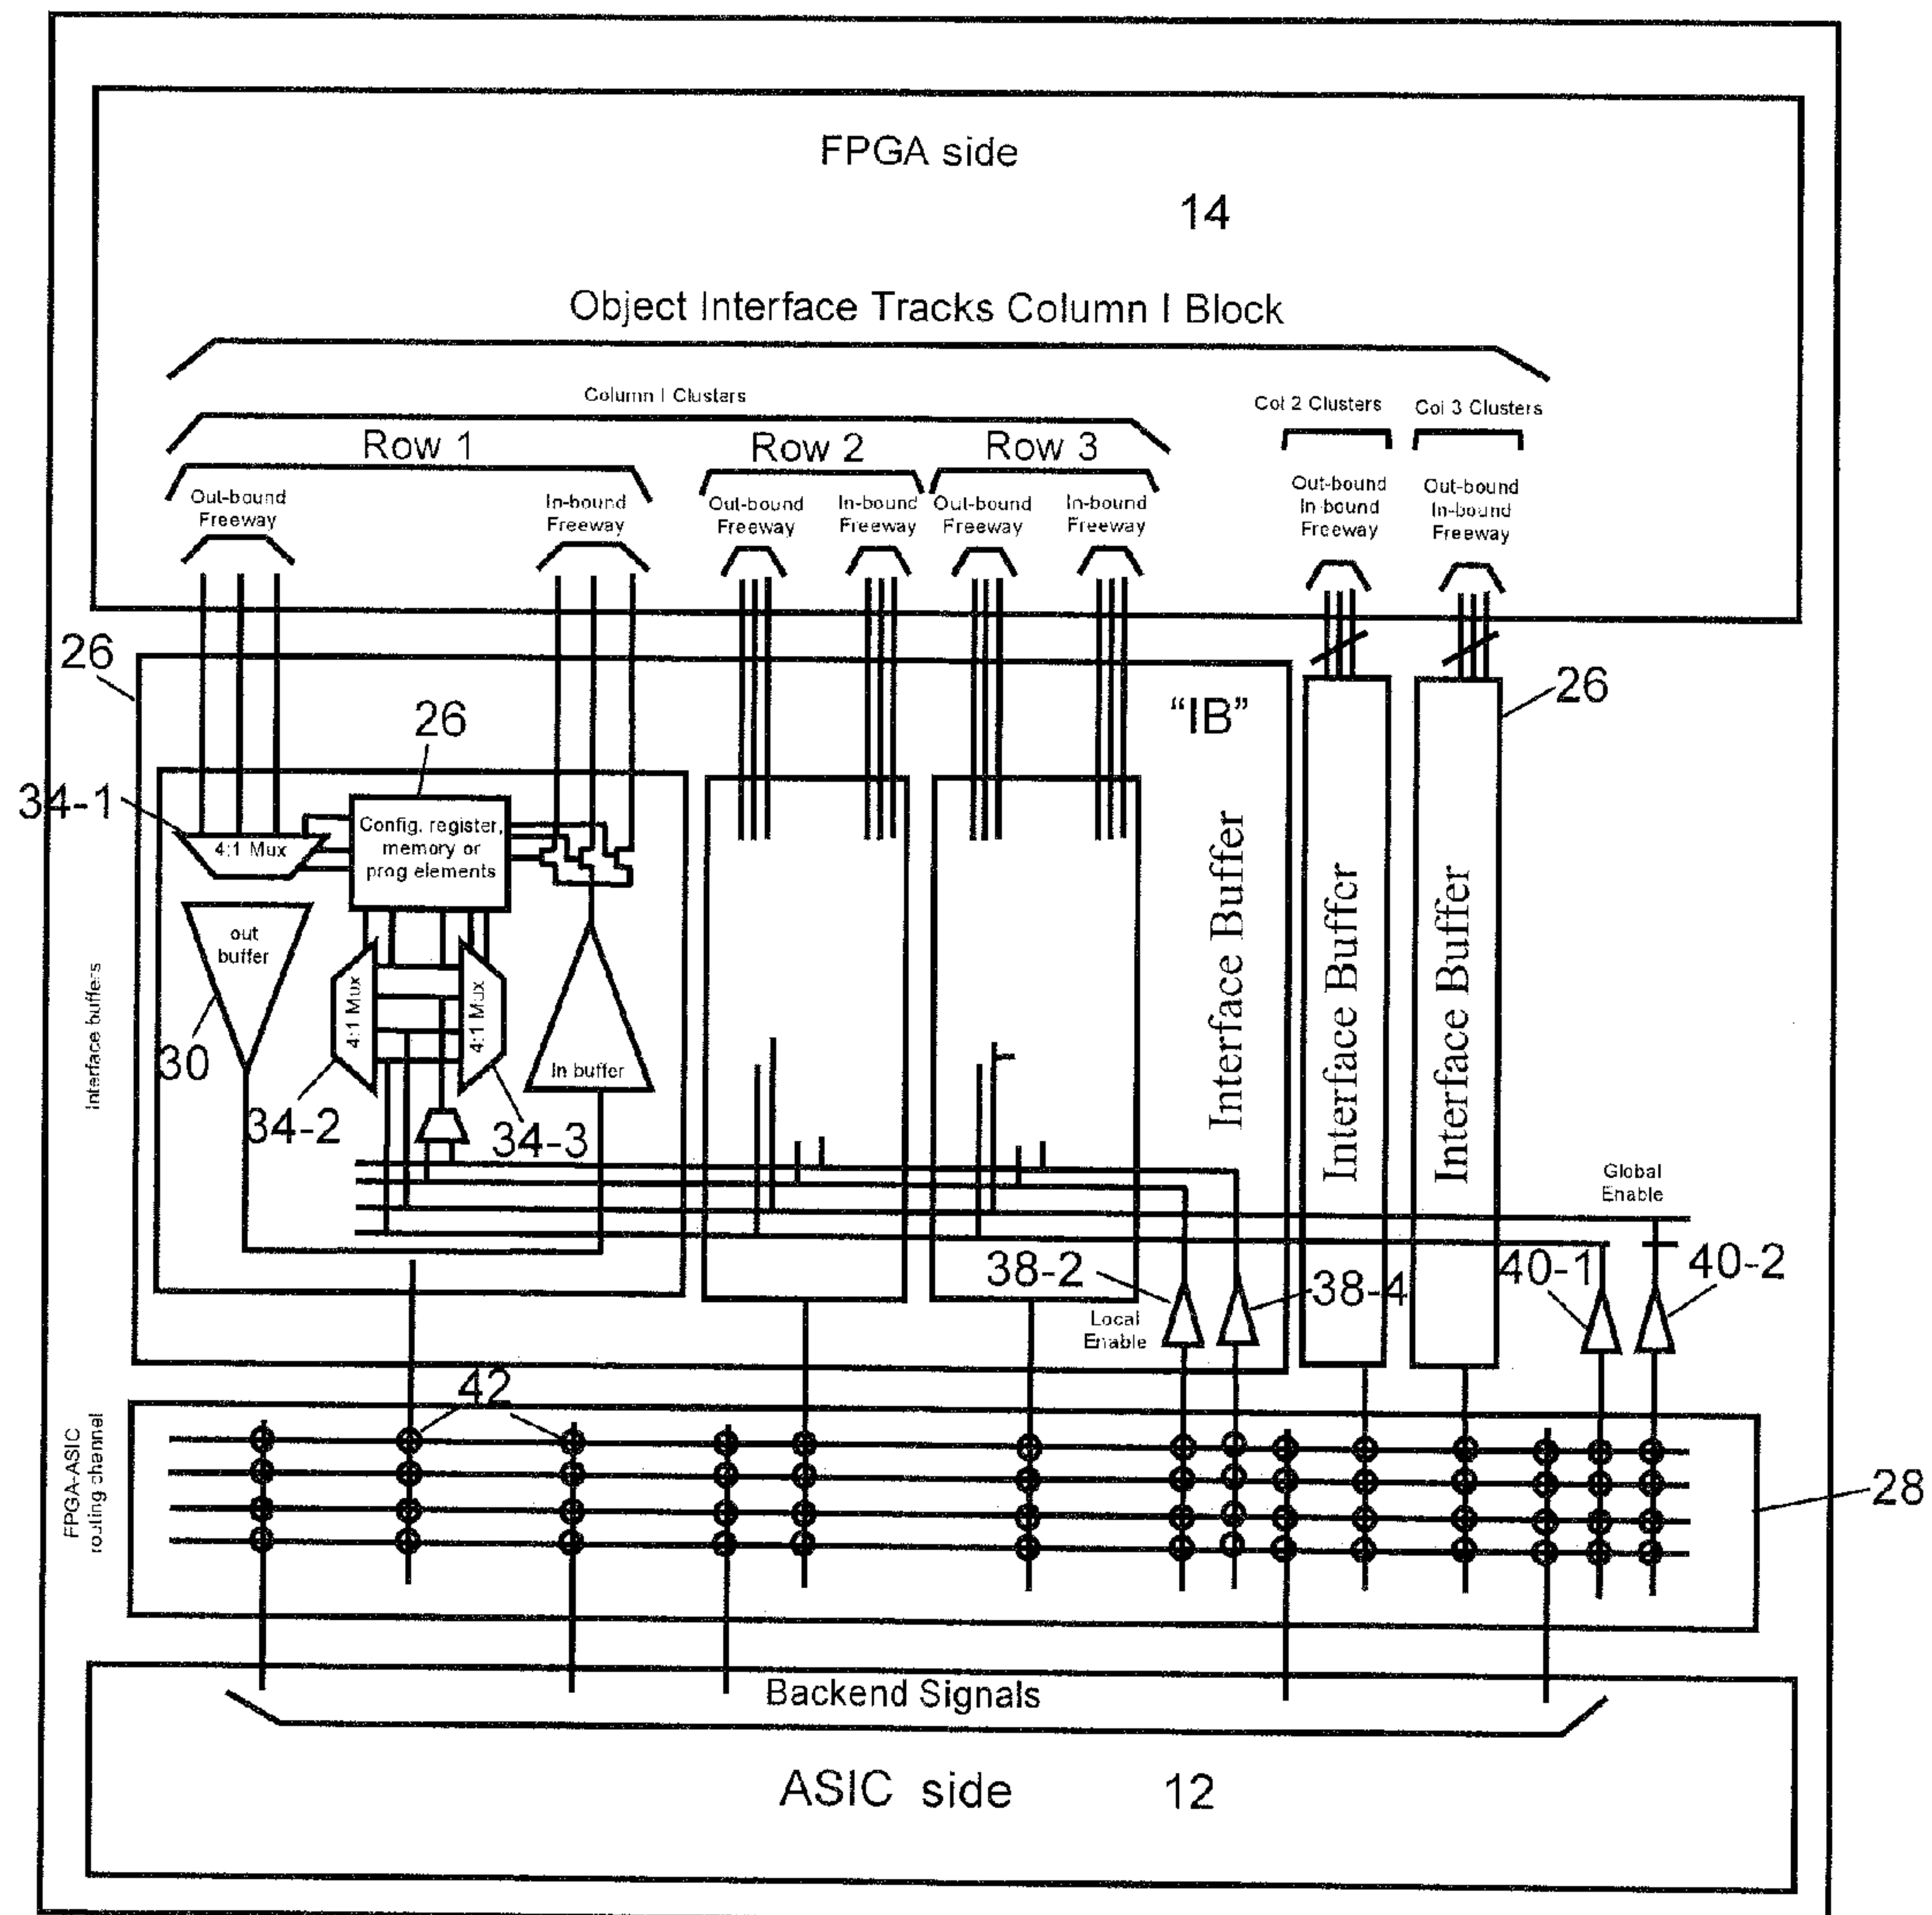 FPGA side
14
Object Interface Tracks Column I Block
Column I Clusters
Col 2 Clusters
Col 3 Clusters
Row 1
Row 2
Row 3
Out-bound
Freeway
In-bound
Freeway
Out-bound
Freeway
In-bound
Freeway
Out-bound
Freeway
In-bound
Freeway
Out-bound
In-bound
Freeway
Out-bound
In-bound
Freeway
26
26
"IB"
26
34-1
4:1 Mux
Config, register,
memory or
prog elements
out
buffer
4:1 Mux
4:1 Mux
In buffer
30
34-2
34-3
Interface buffers
Interface Buffer
Interface Buffer
Interface Buffer
Global
Enable
38-2
38-4
40-1
40-2
Local
Enable
42
FPGA-ASIC
routing channel
28
Backend Signals
ASIC side
12